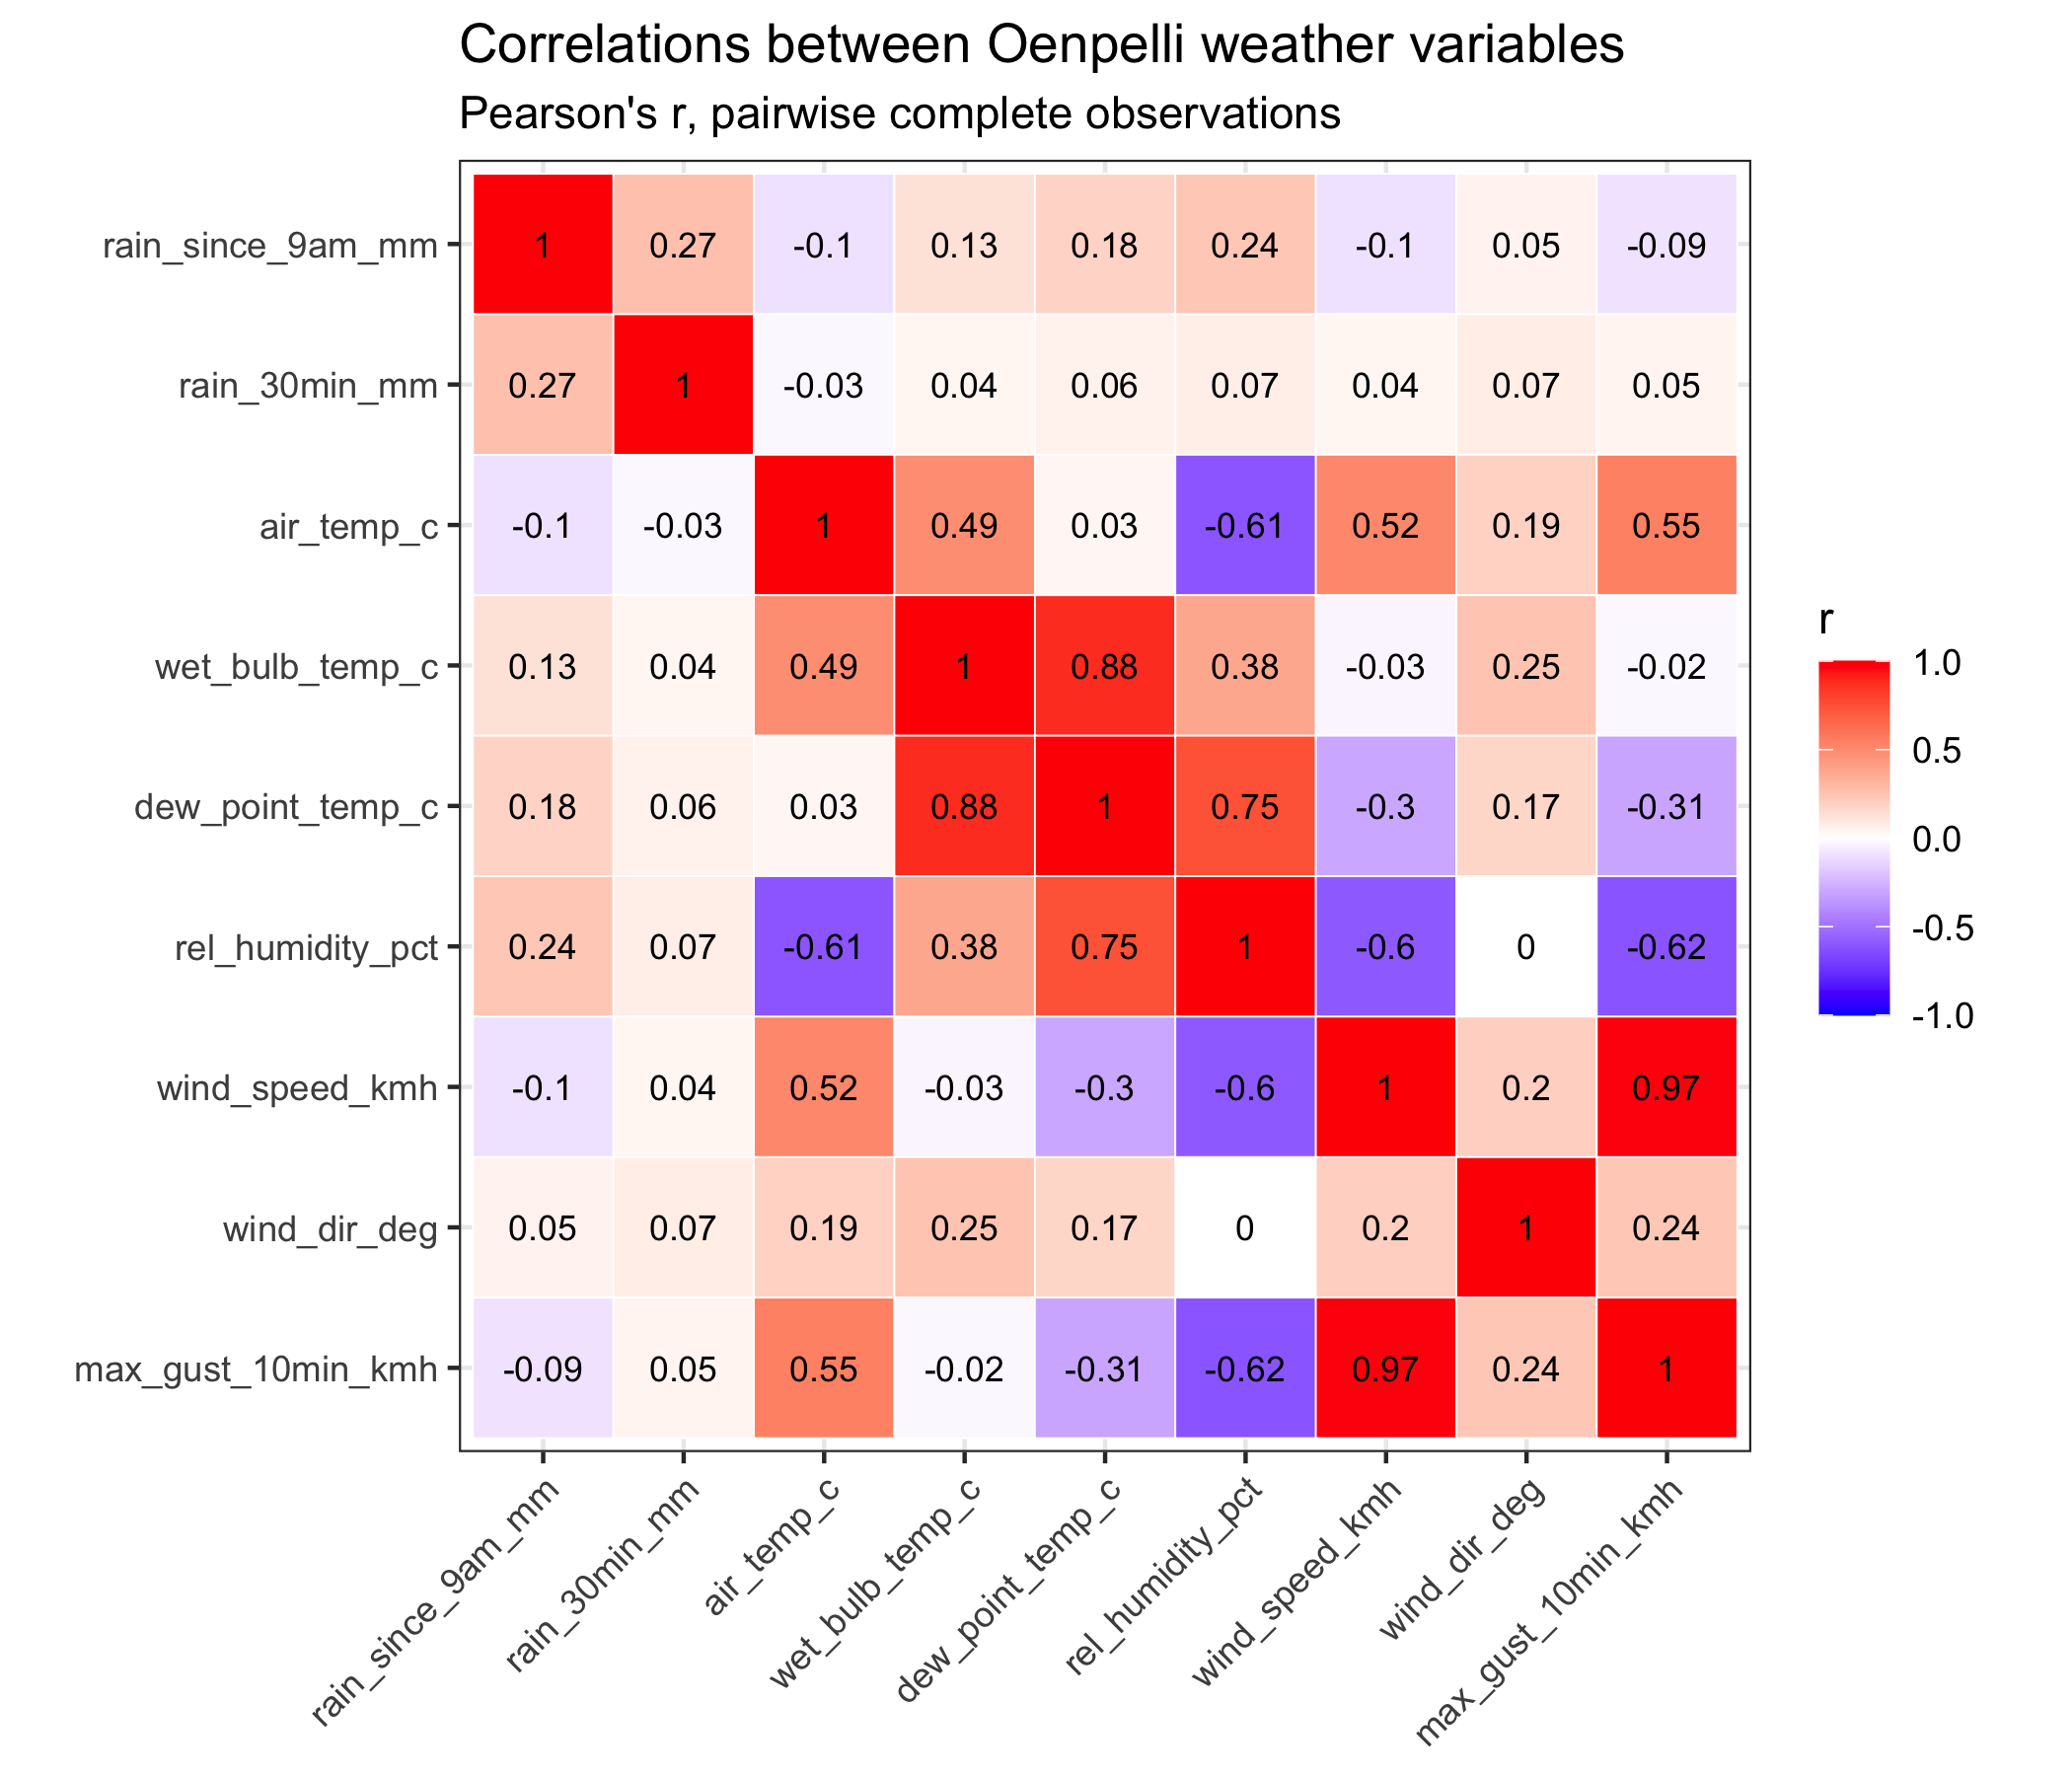 Correlations between Oenpelli weather variables
Pearson's r, pairwise complete observations
rain_since_9am_mm 1 0.27 -0.1 0.13 0.18 0.24 -0.1 0.05 -0.09
rain_30min_mm 0.27 1 -0.03 0.04 0.06 0.07 0.04 0.07 0.05
air_temp_c -0.1 -0.03 1 0.49 0.03 -0.61 0.52 0.19 0.55
wet_bulb_temp_c 0.13 0.04 0.49 1 0.88 0.38 -0.03 0.25 -0.02
dew_point_temp_c 0.18 0.06 0.03 0.88 1 0.75 -0.3 0.17 -0.31
rel_humidity_pct 0.24 0.07 -0.61 0.38 0.75 1 -0.6 0 -0.62
wind_speed_kmh -0.1 0.04 0.52 -0.03 -0.3 -0.6 1 0.2 0.97
wind_dir_deg 0.05 0.07 0.19 0.25 0.17 0 0.2 1 0.24
max_gust_10min_kmh -0.09 0.05 0.55 -0.02 -0.31 -0.62 0.97 0.24 1
rain_since_9am_mm
rain_30min_mm
air_temp_c
wet_bulb_temp_c
dew_point_temp_c
rel_humidity_pct
wind_speed_kmh
wind_dir_deg
max_gust_10min_kmh
r
1.0
0.5
0.0
-0.5
-1.0